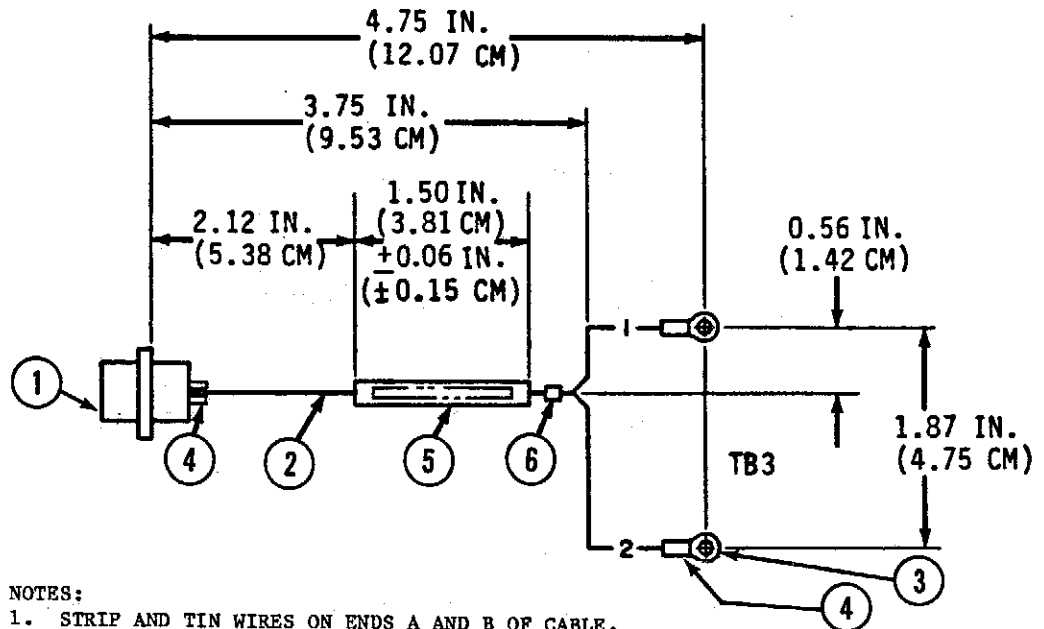 4.75 IN.
(12.07 CM)
3.75 IN.
(9.53 CM)
2.12 IN.
(5.38 CM)
1.50 IN.
(3.81 CM)
±0.06 IN.
(±0.15 CM)
0.56 IN.
(1.42 CM)
1
1
4
2
5
6
TB3
1.87 IN.
(4.75 CM)
2
3
4
NOTES:
1. STRIP AND TIN WIRES ON ENDS A AND B OF CABLE.